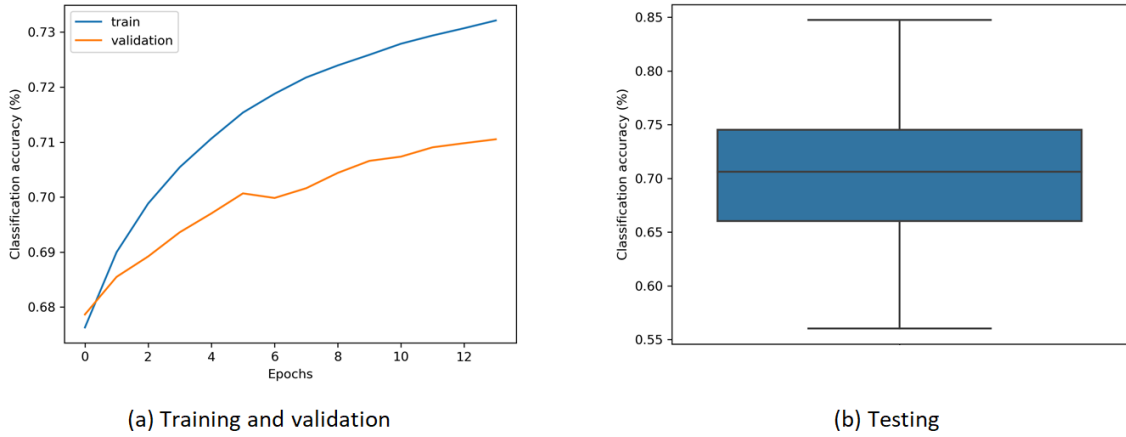 train
validation
Classification accuracy (%)
0.73
0.72
0.71
0.70
0.69
0.68
0 2 4 6 8 10 12
Epochs
(a) Training and validation
Classification accuracy (%)
0.85
0.80
0.75
0.70
0.65
0.60
0.55
(b) Testing